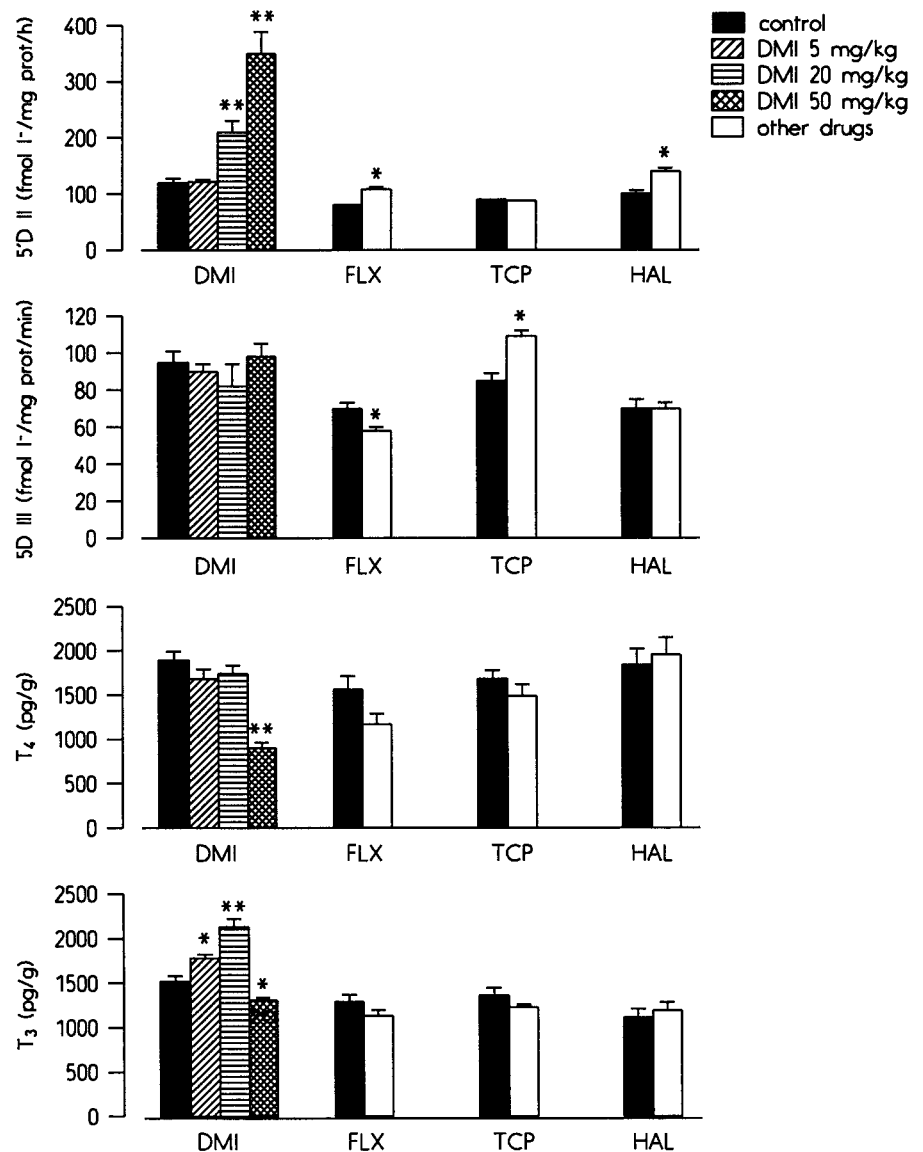 control
DMI 5 mg/kg
DMI 20 mg/kg
DMI 50 mg/kg
other drugs
5'D II (fmol I⁻/mg prot/h)
400
300
200
100
0
** ** * *
DMI FLX TCP HAL
5D III (fmol I⁻/mg prot/min)
120
100
80
60
40
20
0
* *
DMI FLX TCP HAL
T₄ (pg/g)
2500
2000
1500
1000
500
0
**
DMI FLX TCP HAL
T₃ (pg/g)
2500
2000
1500
1000
500
0
* ** *
DMI FLX TCP HAL